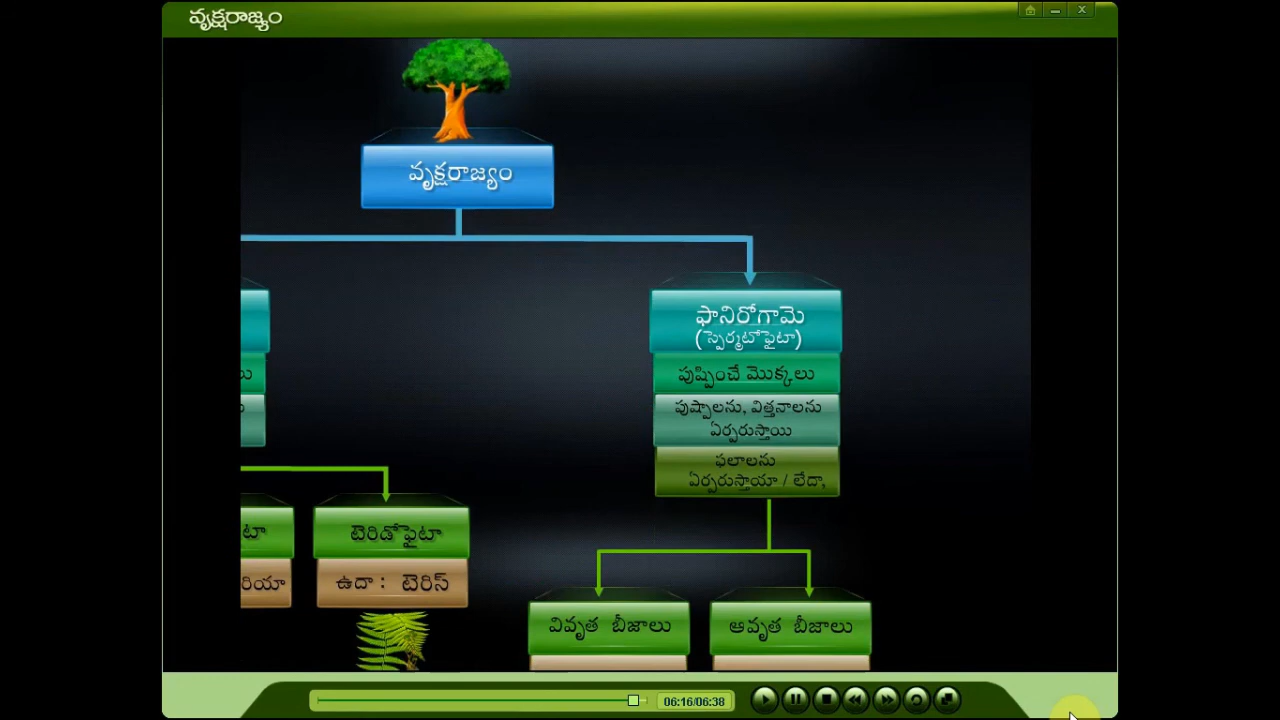 వృక్షరాజ్యం
వృక్షరాజ్యం
ఫానిరోగామె
(స్పెర్మటోఫైటా)
పుష్పించే మొక్కలు
పుష్పాలను, విత్తనాలను
ఏర్పరుస్తాయి
ఫలాలను
ఏర్పరుస్తాయా / లేదా,
టెరిడోఫైటా
ఉదా : టెరిస్
వివృత బీజాలు
ఆవృత బీజాలు
06:16/06:38